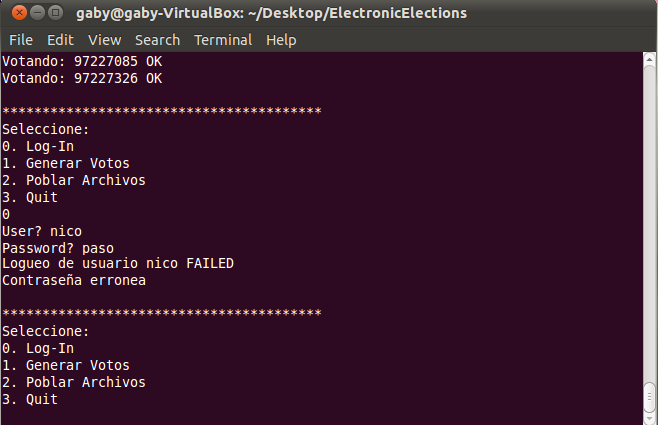 gaby@gaby-VirtualBox: ~/Desktop/ElectronicElections
File Edit View Search Terminal Help
Votando: 97227085 OK
Votando: 97227326 OK
****************************************
Seleccione:
0. Log-In
1. Generar Votos
2. Poblar Archivos
3. Quit
0
User? nico
Password? paso
Logueo de usuario nico FAILED
Contraseña erronea
****************************************
Seleccione:
0. Log-In
1. Generar Votos
2. Poblar Archivos
3. Quit